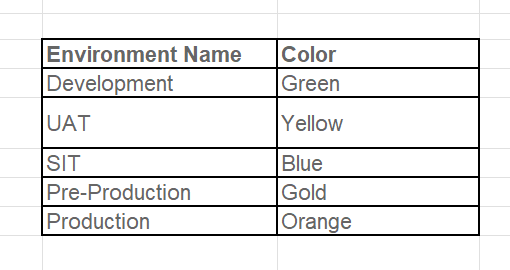 Environment Name Color
Development Green
UAT Yellow
SIT Blue
Pre-Production Gold
Production Orange